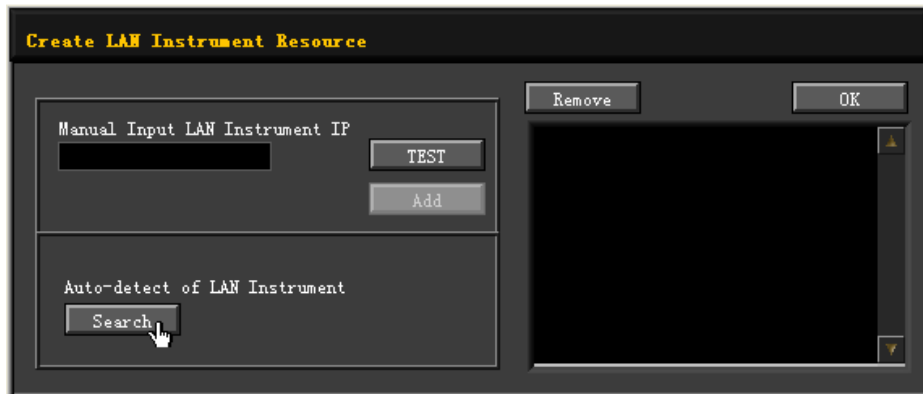 Create LAN Instrument Resource
Remove
OK
Manual Input LAN Instrument IP
TEST
Add
Auto-detect of LAN Instrument
Search